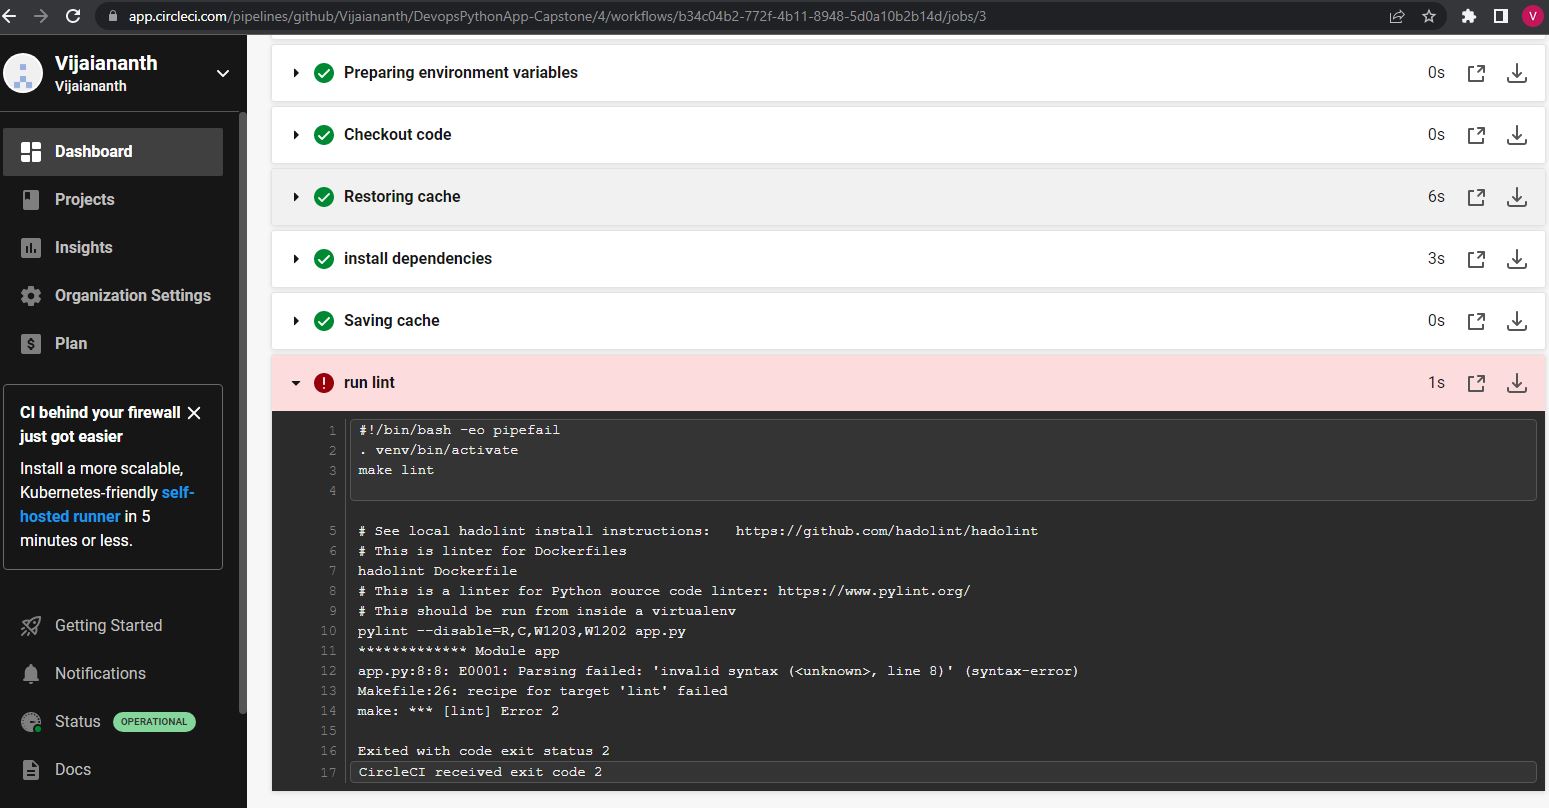 app.circleci.com/pipelines/github/Vijaiananth/DevopsPythonApp-Capstone/4/workflows/b34c04b2-772f-4b11-8948-5d0a10b2b14d/jobs/3
V
Vijaiananth
Vijaiananth
Dashboard
Projects
Insights
Organization Settings
Plan
CI behind your firewall
just got easier
Install a more scalable,
Kubernetes-friendly self-
hosted runner in 5
minutes or less.
Getting Started
Notifications
Status OPERATIONAL
Docs
Preparing environment variables 0s
Checkout code 0s
Restoring cache 6s
install dependencies 3s
Saving cache 0s
run lint 1s
1 #!/bin/bash -eo pipefail
2 . venv/bin/activate
3 make lint
4
5 # See local hadolint install instructions:   https://github.com/hadolint/hadolint
6 # This is linter for Dockerfiles
7 hadolint Dockerfile
8 # This is a linter for Python source code linter: https://www.pylint.org/
9 # This should be run from inside a virtualenv
10 pylint --disable=R,C,W1203,W1202 app.py
11 ************* Module app
12 app.py:8:8: E0001: Parsing failed: 'invalid syntax (<unknown>, line 8)' (syntax-error)
13 Makefile:26: recipe for target 'lint' failed
14 make: *** [lint] Error 2
15
16 Exited with code exit status 2
17 CircleCI received exit code 2